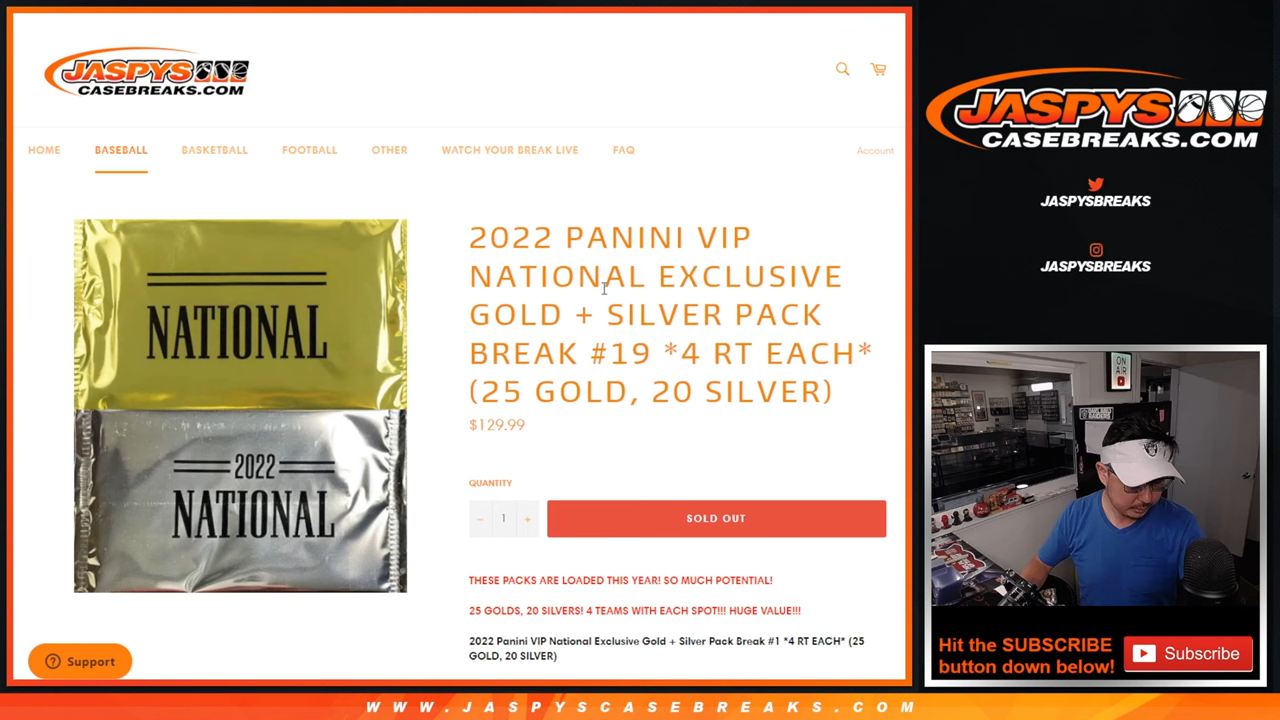 JASPYS
CASEBREAKS.COM
HOME
BASEBALL
BASKETBALL
FOOTBALL
OTHER
WATCH YOUR BREAK LIVE
FAQ
Account
NATIONAL
2022
NATIONAL
2022 PANINI VIP
NATIONAL EXCLUSIVE
GOLD + SILVER PACK
BREAK #19 *4 RT EACH*
(25 GOLD, 20 SILVER)
$129.99
QUANTITY
− 1 +
SOLD OUT
THESE PACKS ARE LOADED THIS YEAR! SO MUCH POTENTIAL!
25 GOLDS, 20 SILVERS! 4 TEAMS WITH EACH SPOT!!! HUGE VALUE!!!
2022 Panini VIP National Exclusive Gold + Silver Pack Break #1 *4 RT EACH* (25
GOLD, 20 SILVER)
Support
JASPYS
CASEBREAKS.COM
JASPYSBREAKS
JASPYSBREAKS
ON
AIR
Hit the SUBSCRIBE
button down below!
Subscribe
WWW.JASPYSCASEBREAKS.COM